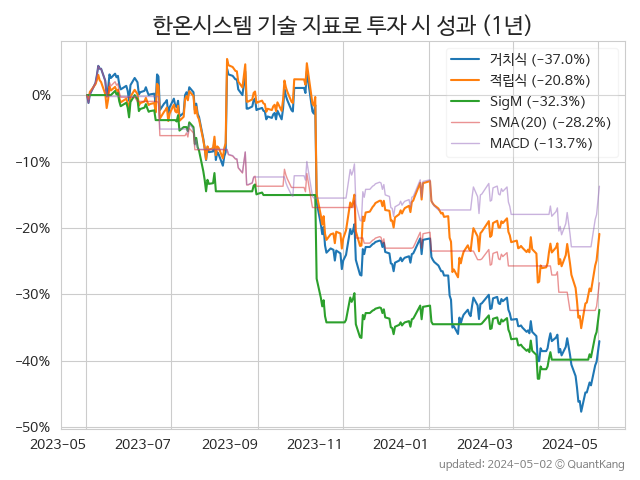 한온시스템 기술 지표로 투자 시 성과 (1년)
거치식 (−37.0%)
적립식 (−20.8%)
SigM (−32.3%)
SMA(20) (−28.2%)
MACD (−13.7%)
0%
−10%
−20%
−30%
−40%
−50%
2023-05 2023-07 2023-09 2023-11 2024-01 2024-03 2024-05
updated: 2024-05-02 © QuantKang